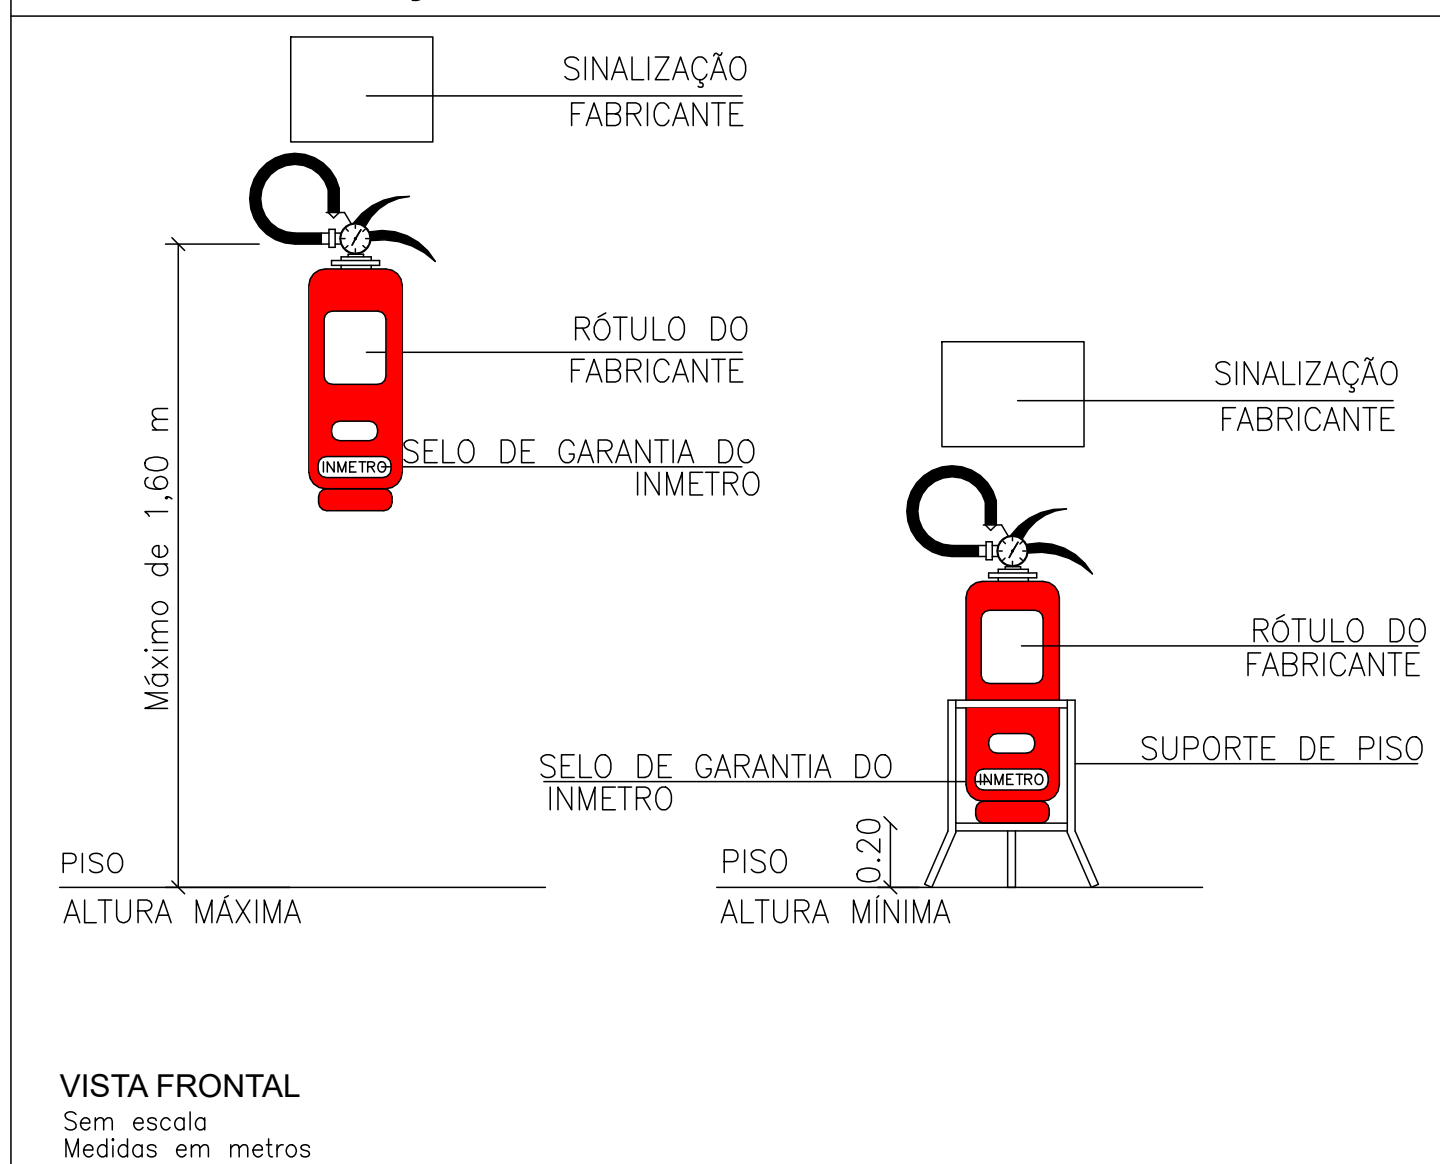 SINALIZAÇÃO
FABRICANTE
RÓTULO DO
FABRICANTE
SELO DE GARANTIA DO
INMETRO
INMETRO
Máximo de 1,60 m
PISO
ALTURA MÁXIMA
SINALIZAÇÃO
FABRICANTE
RÓTULO DO
FABRICANTE
SUPORTE DE PISO
SELO DE GARANTIA DO
INMETRO
INMETRO
0.20
PISO
ALTURA MÍNIMA
VISTA FRONTAL
Sem escala
Medidas em metros